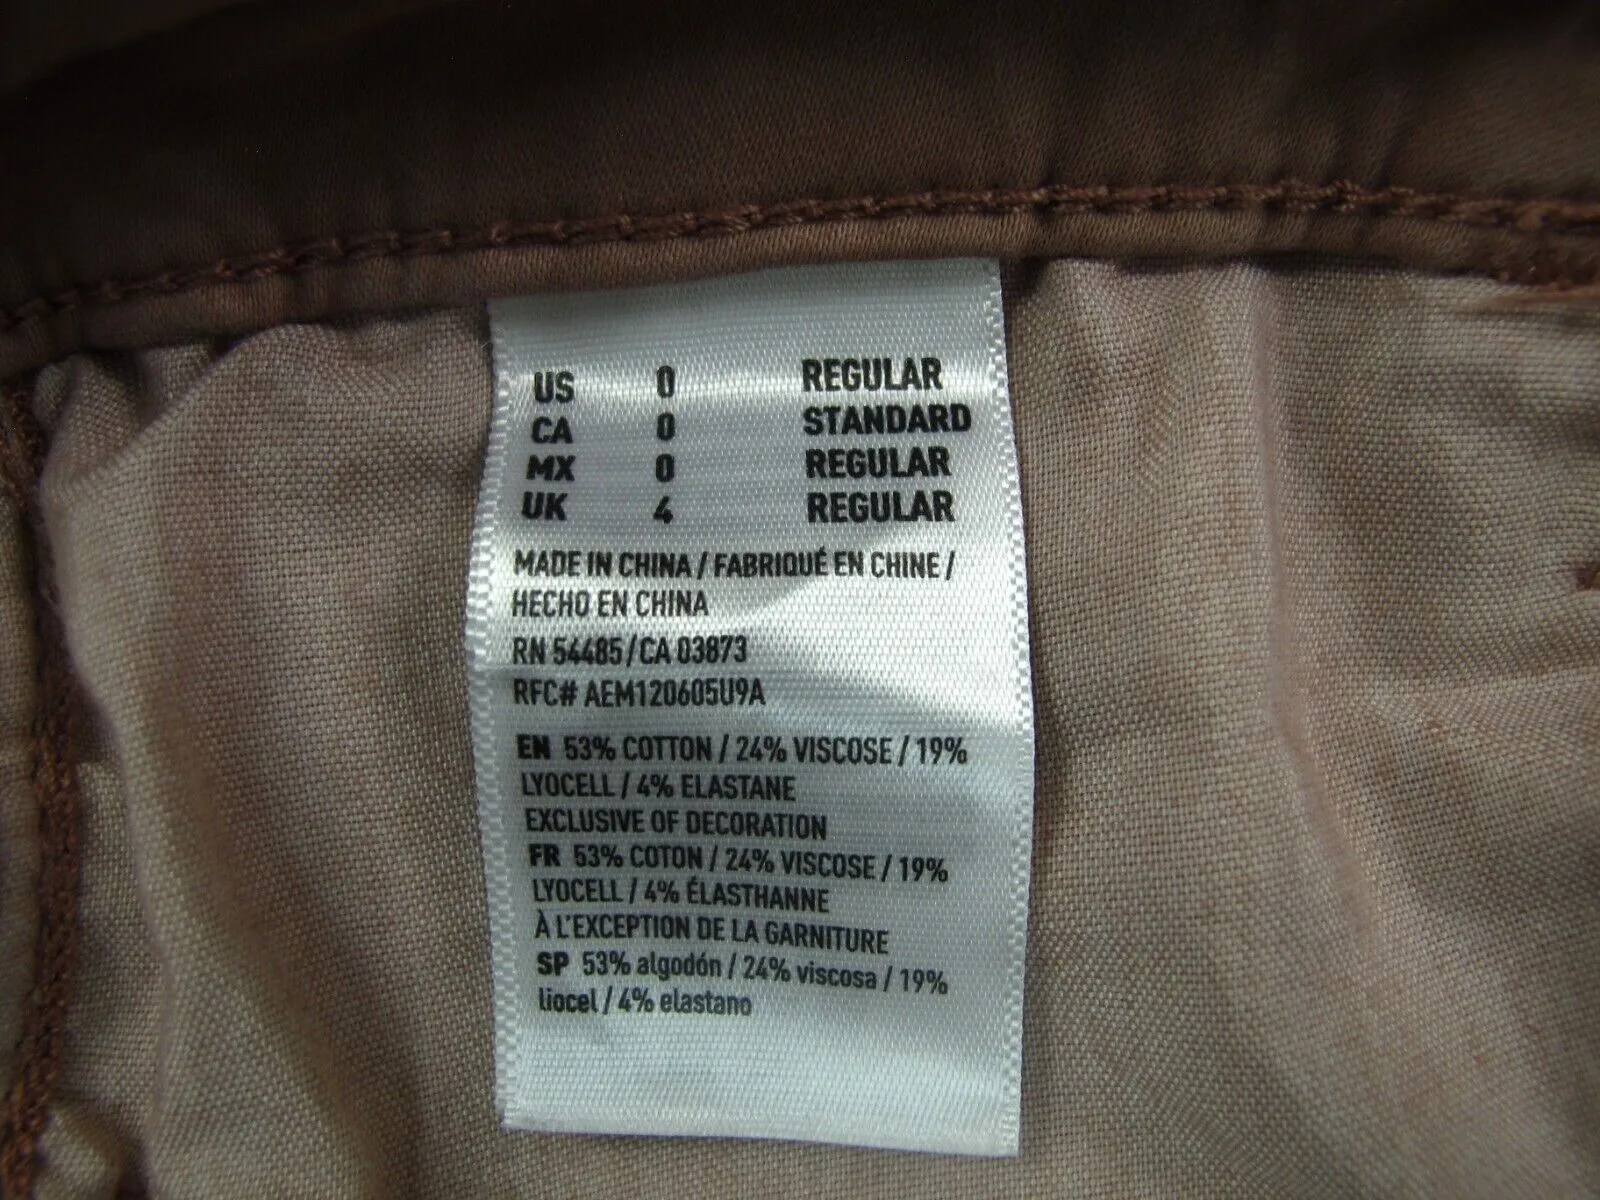 US 0 REGULAR
CA 0 STANDARD
MX 0 REGULAR
UK 4 REGULAR
MADE IN CHINA / FABRIQUÉ EN CHINE /
HECHO EN CHINA
RN 54485/CA 03873
RFC# AEM120605U9A
EN 53% COTTON / 24% VISCOSE / 19%
LYOCELL / 4% ELASTANE
EXCLUSIVE OF DECORATION
FR 53% COTON / 24% VISCOSE / 19%
LYOCELL / 4% ÉLASTHANNE
À L'EXCEPTION DE LA GARNITURE
SP 53% algodón / 24% viscosa / 19%
liocel / 4% elastano